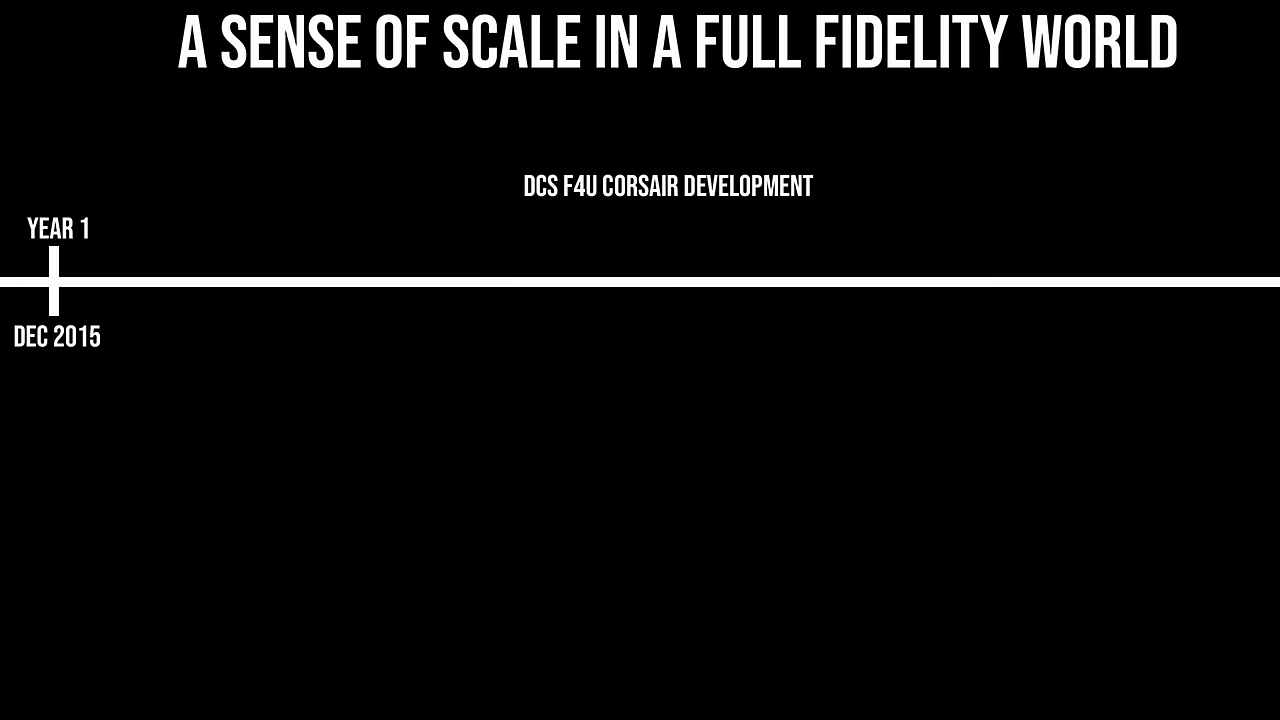 A SENSE OF SCALE IN A FULL FIDELITY WORLD
DCS F4U CORSAIR DEVELOPMENT
YEAR 1
DEC 2015